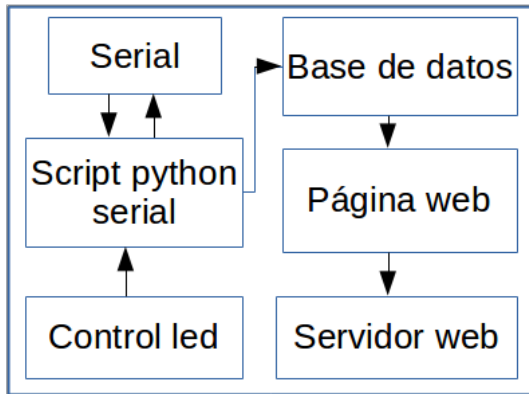 Serial
Script python
serial
Control led
Base de datos
Página web
Servidor web